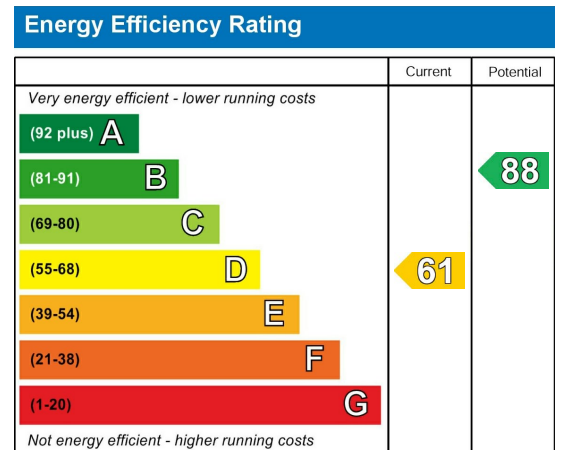 Energy Efficiency Rating
Current Potential
Very energy efficient - lower running costs
(92 plus) A
(81-91) B
88
(69-80) C
(55-68) D
61
(39-54) E
(21-38) F
(1-20) G
Not energy efficient - higher running costs